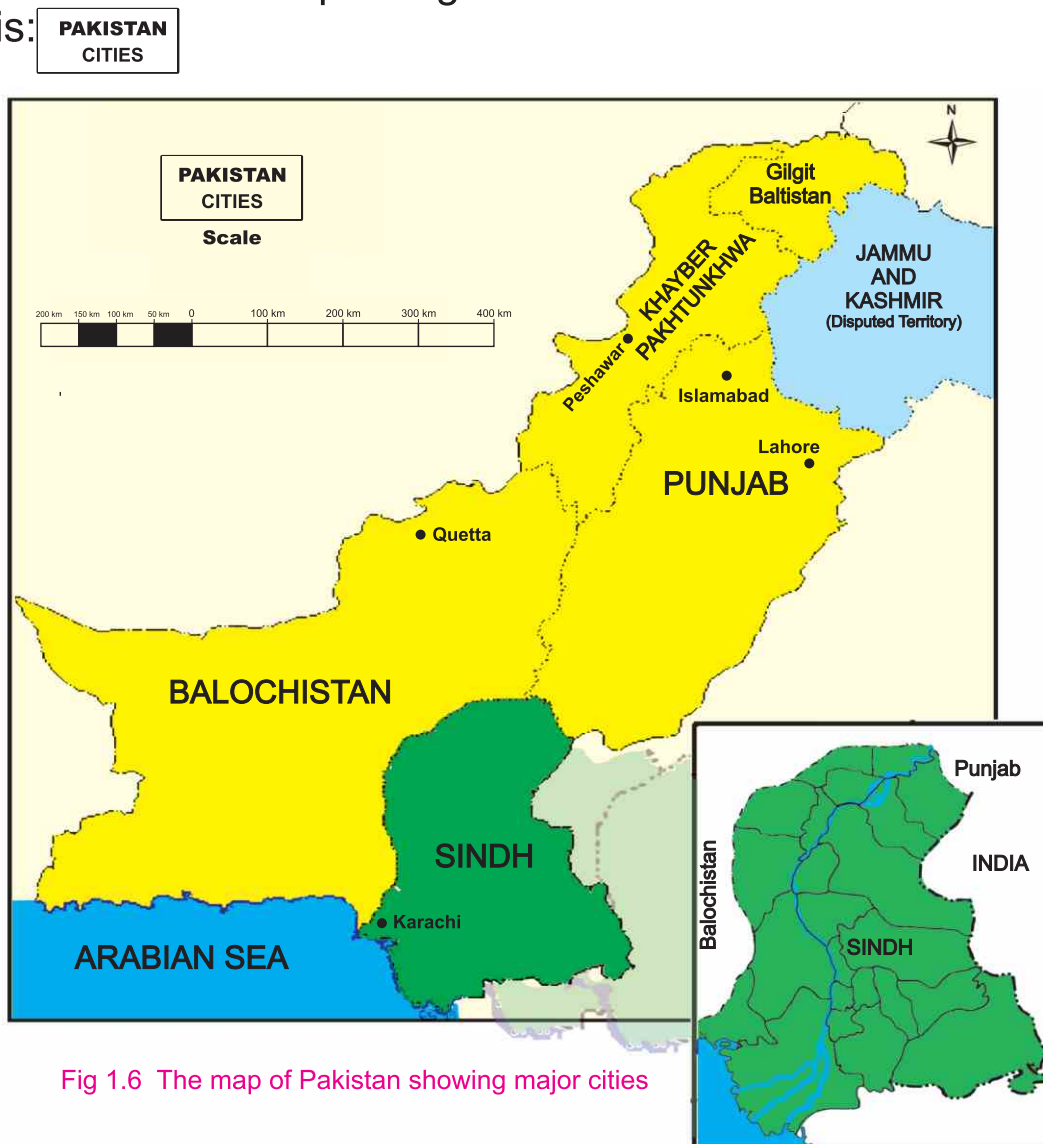 is:
PAKISTAN
CITIES
PAKISTAN
CITIES
Scale
200 km 150 km 100 km 50 km 0 100 km 200 km 300 km 400 km
N
Gilgit
Baltistan
JAMMU
AND
KASHMIR
(Disputed Territory)
KHAYBER
PAKHTUNKHWA
Peshawar
Islamabad
Lahore
PUNJAB
Quetta
BALOCHISTAN
SINDH
Karachi
ARABIAN SEA
Punjab
Balochistan
INDIA
SINDH
Fig 1.6 The map of Pakistan showing major cities